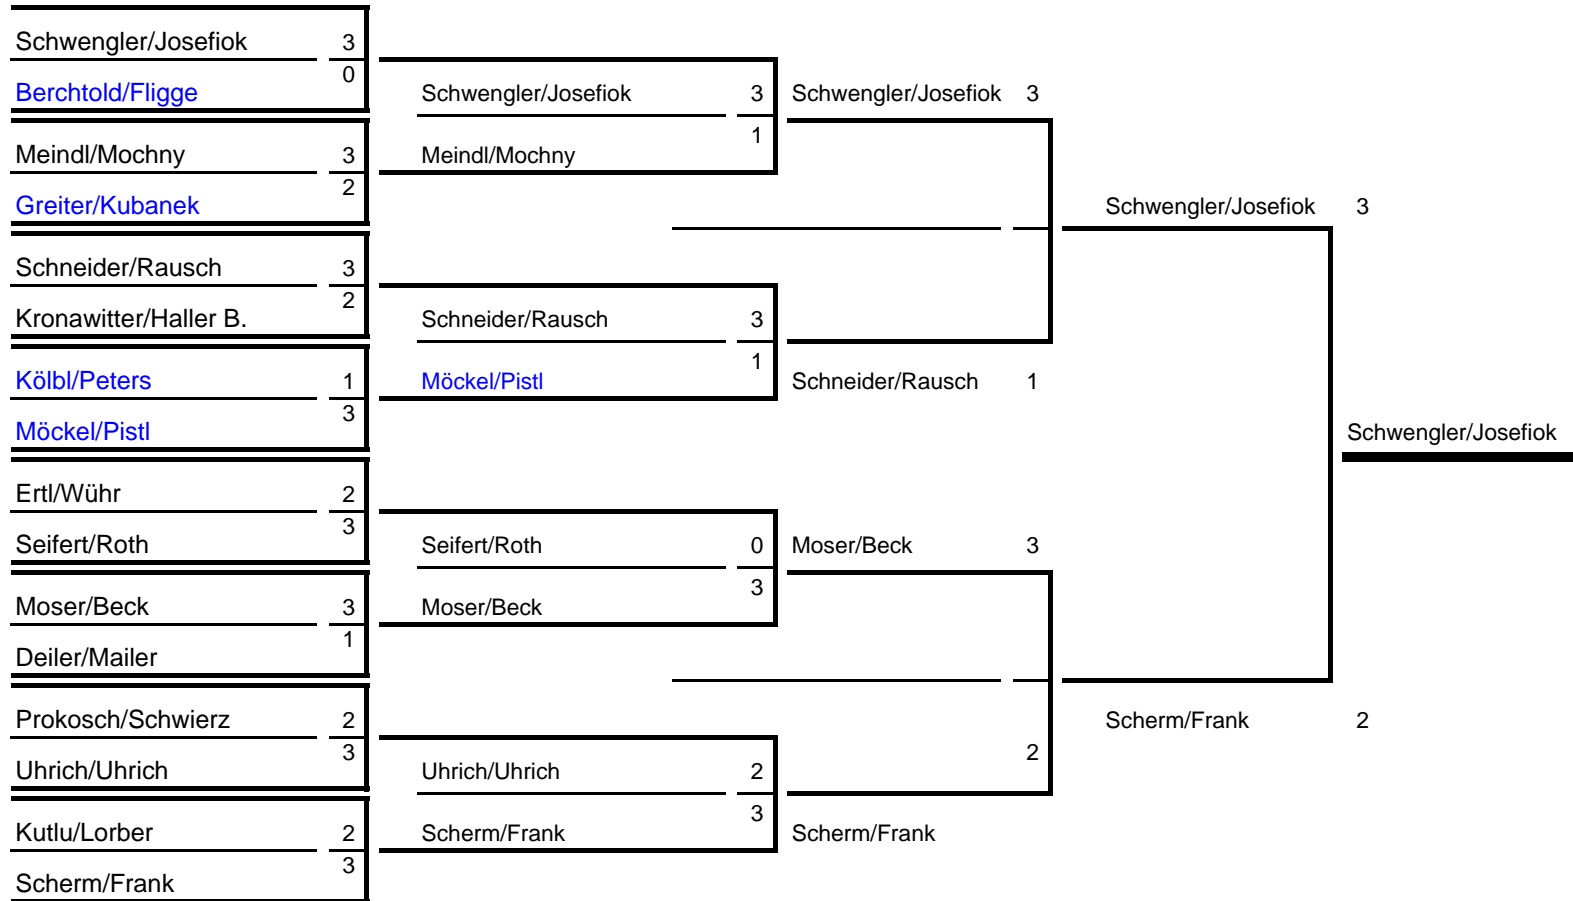 Schwengler/Josefiok 3
0
Berchtold/Fligge
Meindl/Mochny 3
2
Greiter/Kubanek
Schneider/Rausch 3
2
Kronawitter/Haller B.
Kölbl/Peters 1
3
Möckel/Pistl
Ertl/Wühr 2
3
Seifert/Roth
Moser/Beck 3
1
Deiler/Mailer
Prokosch/Schwierz 2
3
Uhrich/Uhrich
Kutlu/Lorber 2
3
Scherm/Frank
Schwengler/Josefiok 3
1
Meindl/Mochny
Schneider/Rausch 3
1
Möckel/Pistl
Seifert/Roth 0
3
Moser/Beck
Uhrich/Uhrich 2
3
Scherm/Frank
Schwengler/Josefiok 3
Schneider/Rausch 1
Moser/Beck 3
2
Scherm/Frank
Schwengler/Josefiok 3
Scherm/Frank 2
Schwengler/Josefiok